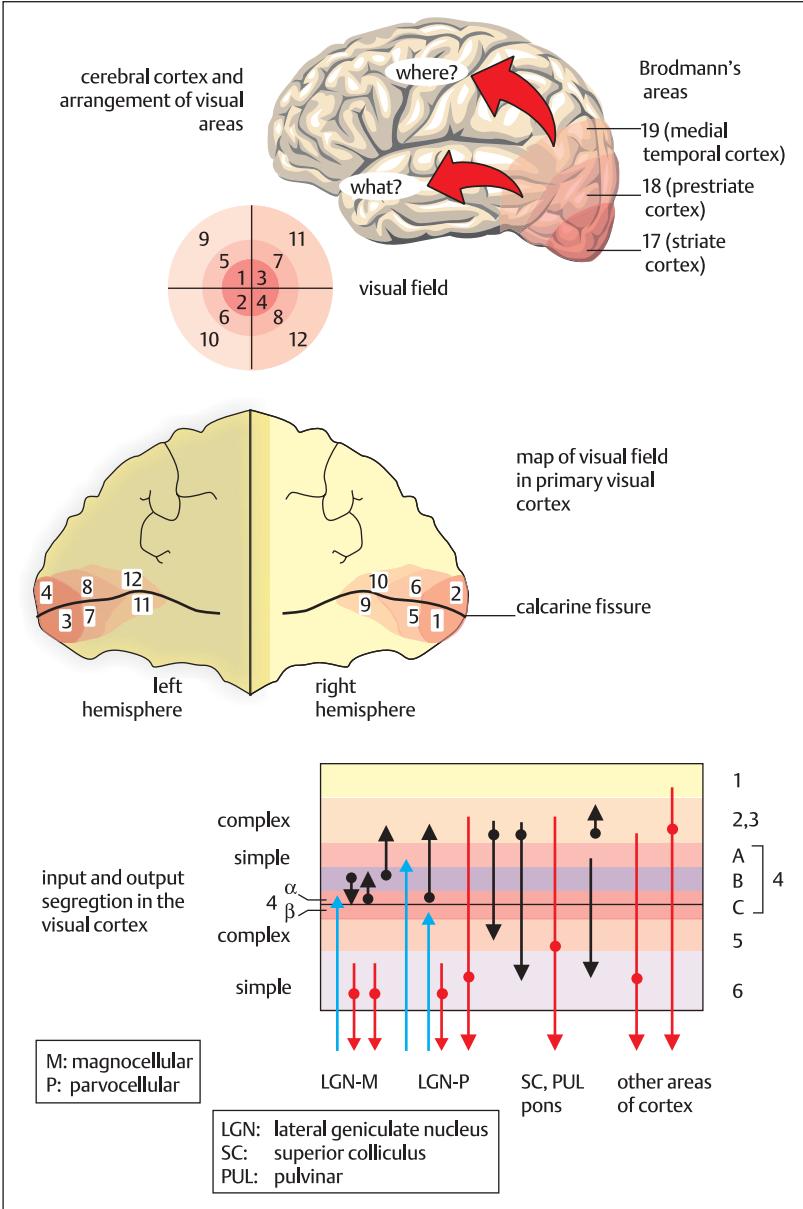 cerebral cortex and
arrangement of visual
areas
where?
what?
Brodmann's
areas
19 (medial
temporal cortex)
18 (prestriate
cortex)
17 (striate
cortex)
9
11
5
7
1
3
2
4
6
8
10
12
visual field
map of visual field
in primary visual
cortex
4
8
12
3
7
11
10
6
2
9
5
1
calcarine fissure
left
hemisphere
right
hemisphere
input and output
segregtion in the
visual cortex
complex
simple
4
α
β
complex
simple
1
2,3
A
B
C
4
5
6
LGN-M
LGN-P
SC, PUL
pons
other areas
of cortex
M: magnocellular
P: parvocellular
LGN: lateral geniculate nucleus
SC: superior colliculus
PUL: pulvinar